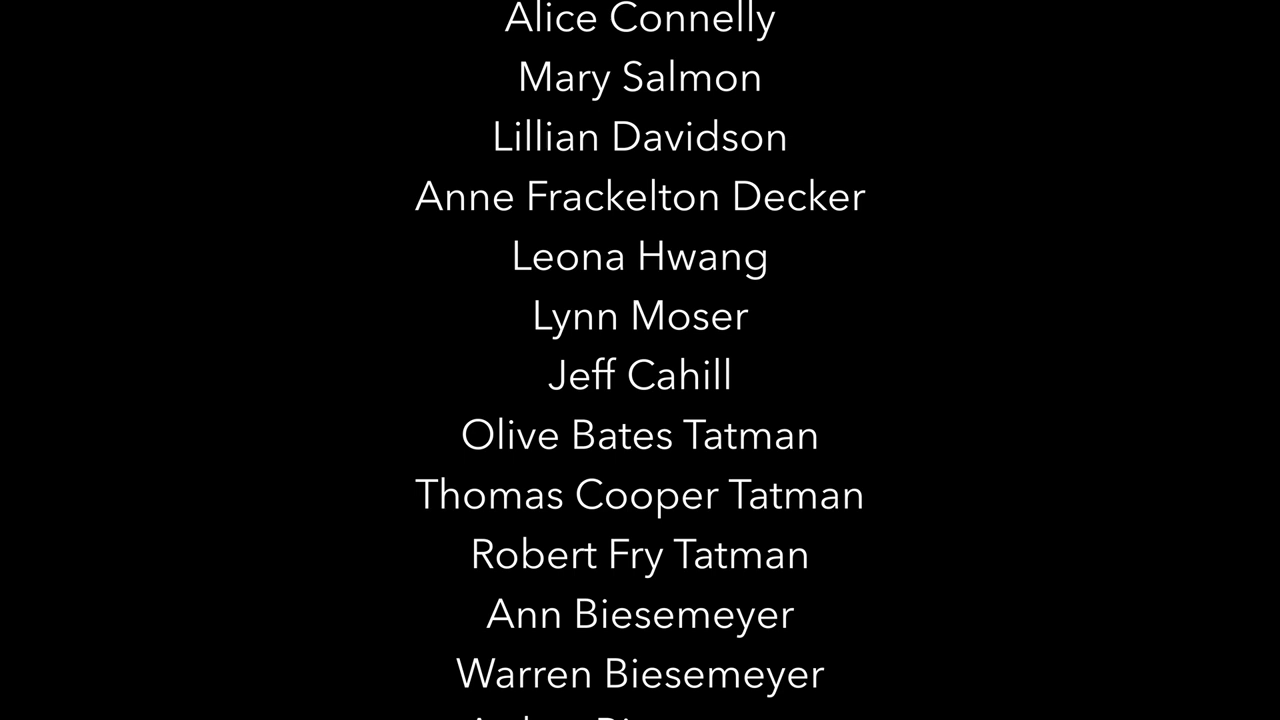 Alice Connelly
Mary Salmon
Lillian Davidson
Anne Frackelton Decker
Leona Hwang
Lynn Moser
Jeff Cahill
Olive Bates Tatman
Thomas Cooper Tatman
Robert Fry Tatman
Ann Biesemeyer
Warren Biesemeyer